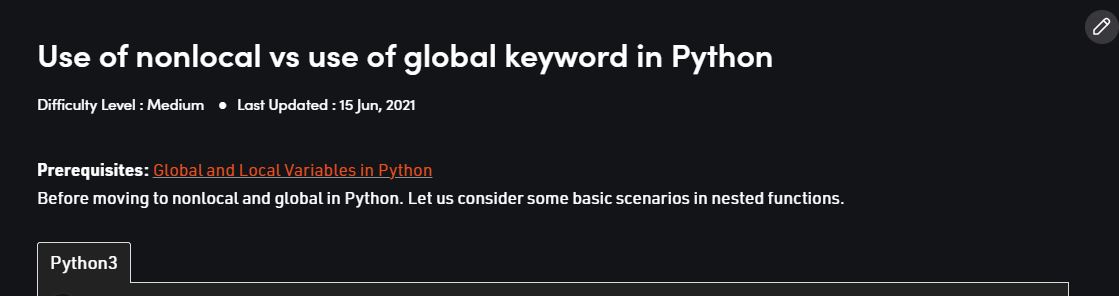 Use of nonlocal vs use of global keyword in Python
Difficulty Level : Medium ● Last Updated : 15 Jun, 2021
Prerequisites: Global and Local Variables in Python
Before moving to nonlocal and global in Python. Let us consider some basic scenarios in nested functions.
Python3